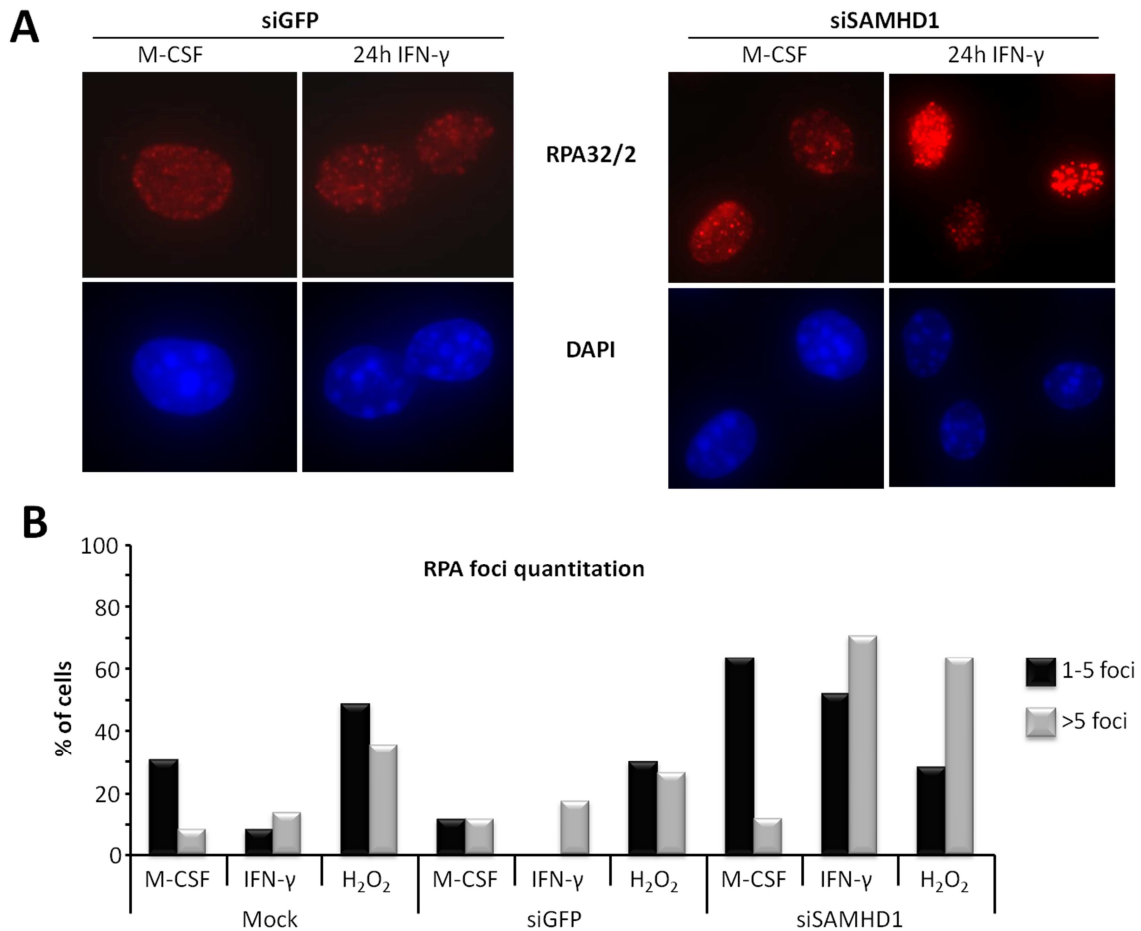 A
siGFP
siSAMHD1
M-CSF
24h IFN-γ
M-CSF
24h IFN-γ
RPA32/2
DAPI
B
RPA foci quantitation
% of cells
100
80
60
40
20
0
1-5 foci
>5 foci
M-CSF
IFN-γ
H₂O₂
M-CSF
IFN-γ
H₂O₂
M-CSF
IFN-γ
H₂O₂
Mock
siGFP
siSAMHD1